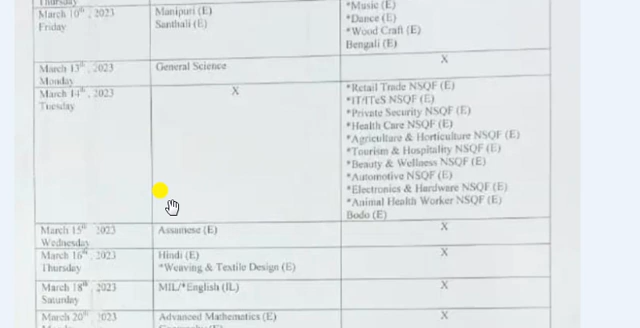 Thursday
March 10th, 2023
Friday
Manipuri (E)
Santhali (E)
*Music (E)
*Dance (E)
*Wood Craft (E)
Bengali (E)
March 13th, 2023
Monday
General Science
X
March 14th, 2023
Tuesday
X
*Retail Trade NSQF (E)
*IT/ITeS NSQF (E)
*Private Security NSQF (E)
*Health Care NSQF (E)
*Agriculture & Horticulture NSQF (E)
*Tourism & Hospitality NSQF (E)
*Beauty & Wellness NSQF (E)
*Automotive NSQF (E)
*Electronics & Hardware NSQF (E)
*Animal Health Worker NSQF (E)
Bodo (E)
March 15th, 2023
Wednesday
Assamese (E)
X
March 16th, 2023
Thursday
Hindi (E)
*Weaving & Textile Design (E)
X
March 18th, 2023
Saturday
MIL/*English (IL)
X
March 20th, 2023
Advanced Mathematics (E)
X